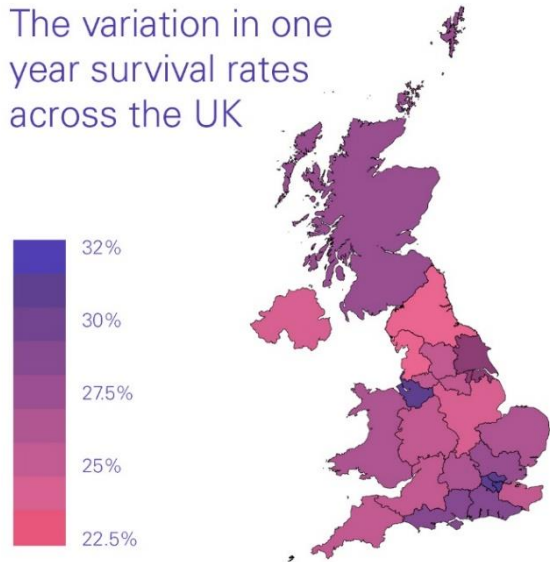 The variation in one
year survival rates
across the UK
32%
30%
27.5%
25%
22.5%